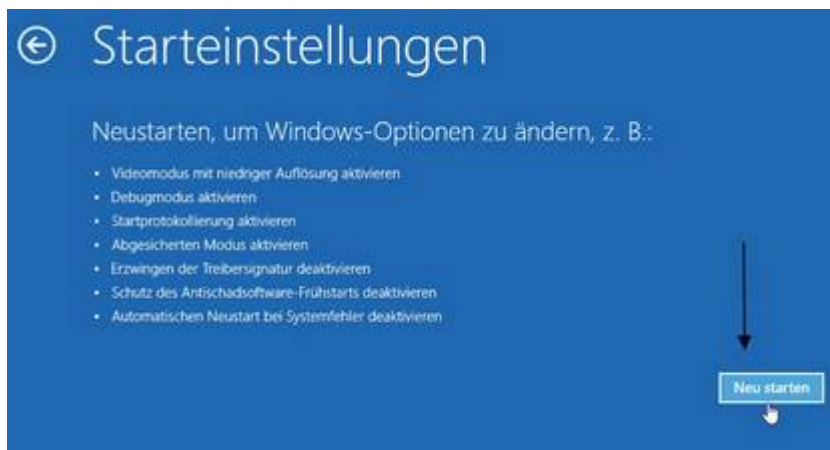 Starteinstellungen
Neustarten, um Windows-Optionen zu ändern, z. B.:
• Videomodus mit niedriger Auflösung aktivieren
• Debugmodus aktivieren
• Startprotokollierung aktivieren
• Abgesicherten Modus aktivieren
• Erzwingen der Treibersignatur deaktivieren
• Schutz des Antischadsoftware-Frühstarts deaktivieren
• Automatischen Neustart bei Systemfehler deaktivieren
Neu starten